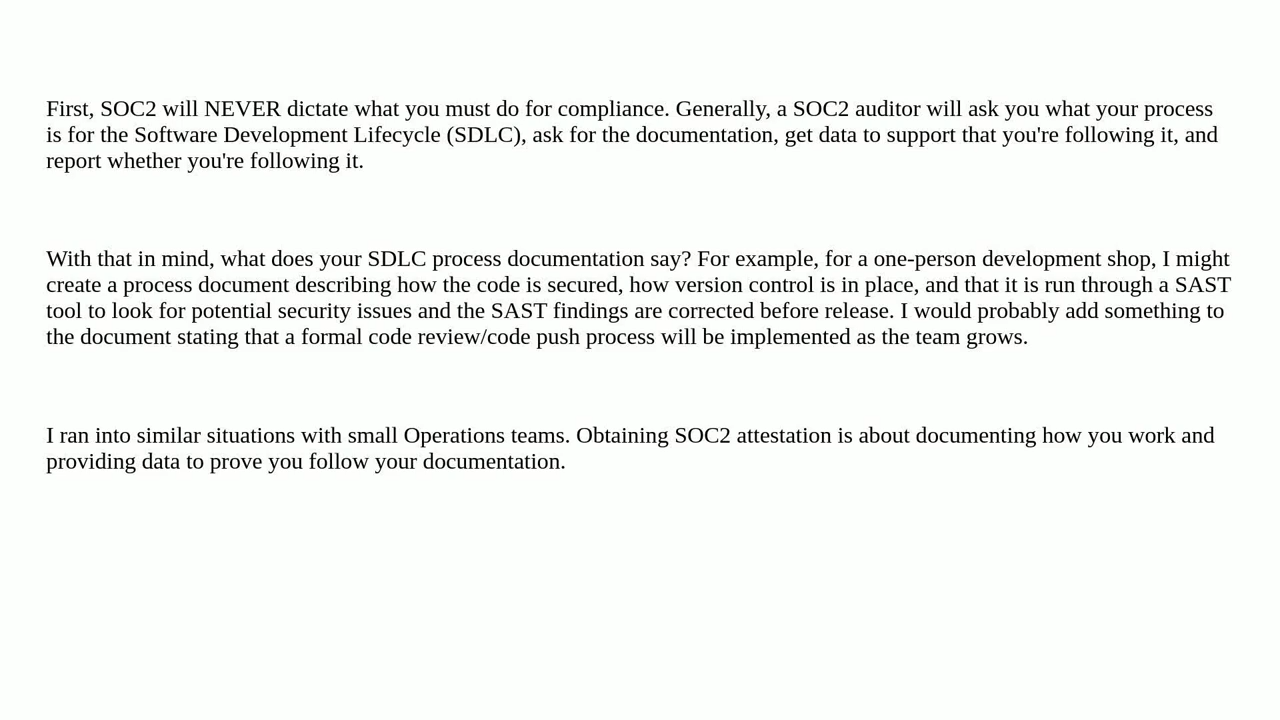 First, SOC2 will NEVER dictate what you must do for compliance. Generally, a SOC2 auditor will ask you what your process
is for the Software Development Lifecycle (SDLC), ask for the documentation, get data to support that you're following it, and
report whether you're following it.
With that in mind, what does your SDLC process documentation say? For example, for a one-person development shop, I might
create a process document describing how the code is secured, how version control is in place, and that it is run through a SAST
tool to look for potential security issues and the SAST findings are corrected before release. I would probably add something to
the document stating that a formal code review/code push process will be implemented as the team grows.
I ran into similar situations with small Operations teams. Obtaining SOC2 attestation is about documenting how you work and
providing data to prove you follow your documentation.